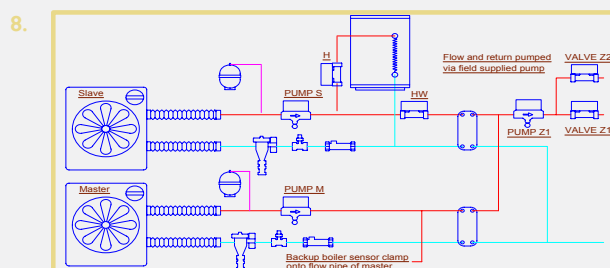 8.
H
Flow and return pumped
via field supplied pump
VALVE Z2
Slave
PUMP S
HW
PUMP Z1
VALVE Z1
Master
PUMP M
Backup boiler sensor clamp
onto flow pipe of master